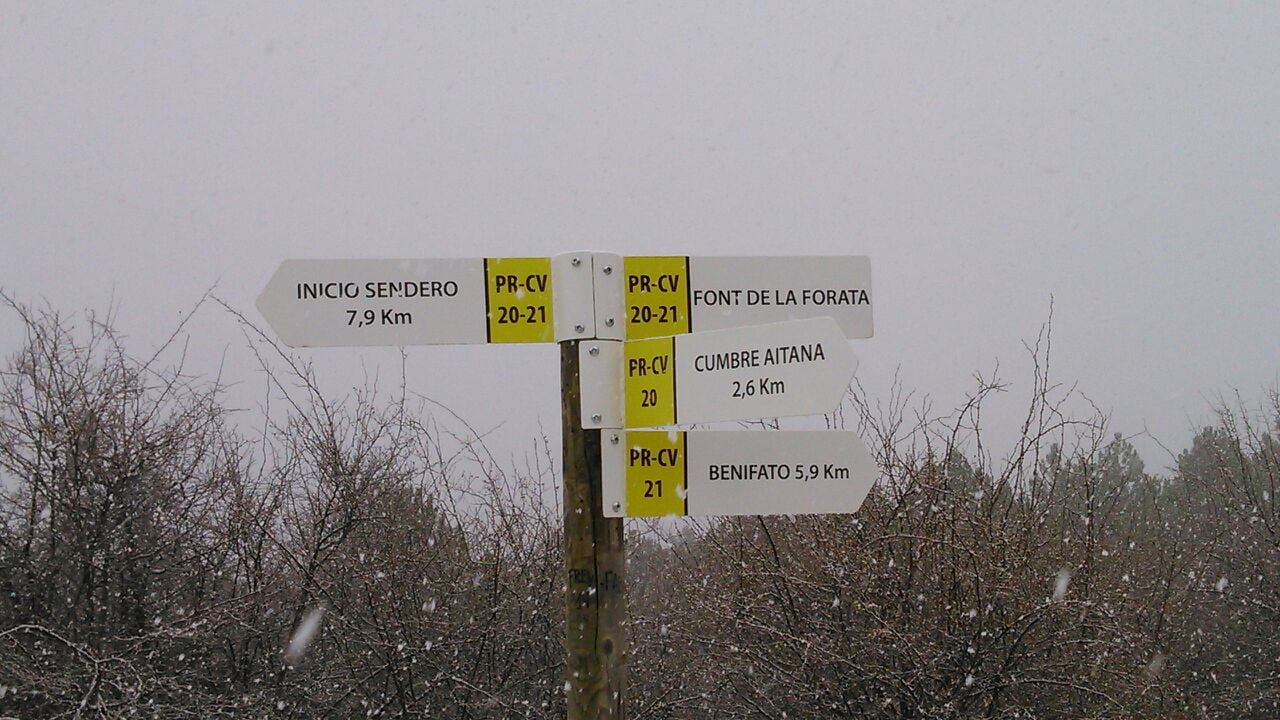 INICIO SENDERO
7,9 Km
PR-CV
20-21
PR-CV
20-21
FONT DE LA FORATA
PR-CV
20
CUMBRE AITANA
2,6 Km
PR-CV
21
BENIFATO 5,9 Km